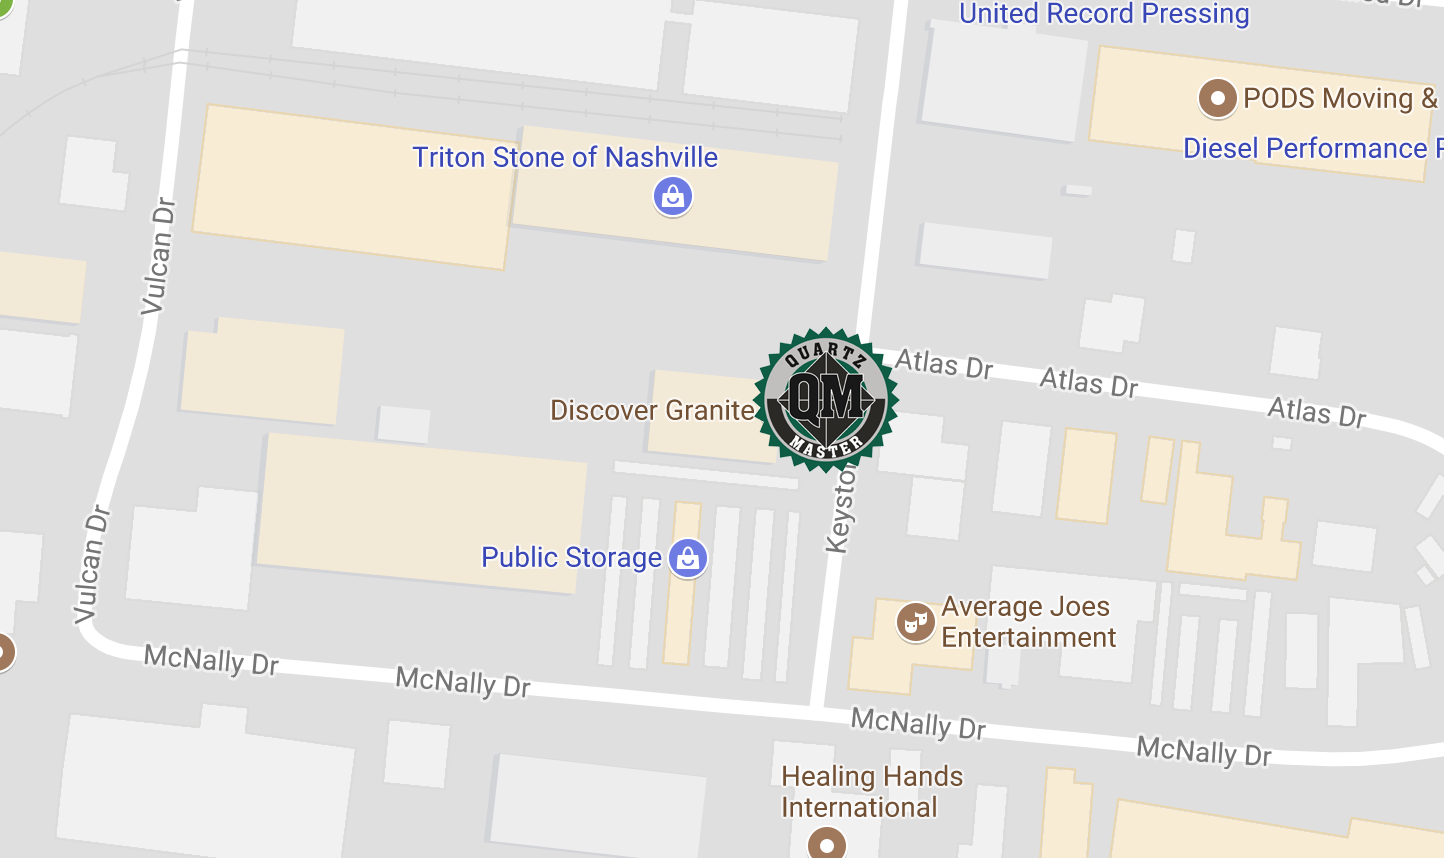 United Record Pressing
PODS Moving &
Diesel Performance
Triton Stone of Nashville
Vulcan Dr
Atlas Dr
Atlas Dr
Atlas Dr
QUARTZ
QM
MASTER
Discover Granite
Keysto
Vulcan Dr
Public Storage
Average Joes
Entertainment
McNally Dr
McNally Dr
McNally Dr
McNally Dr
Healing Hands
International